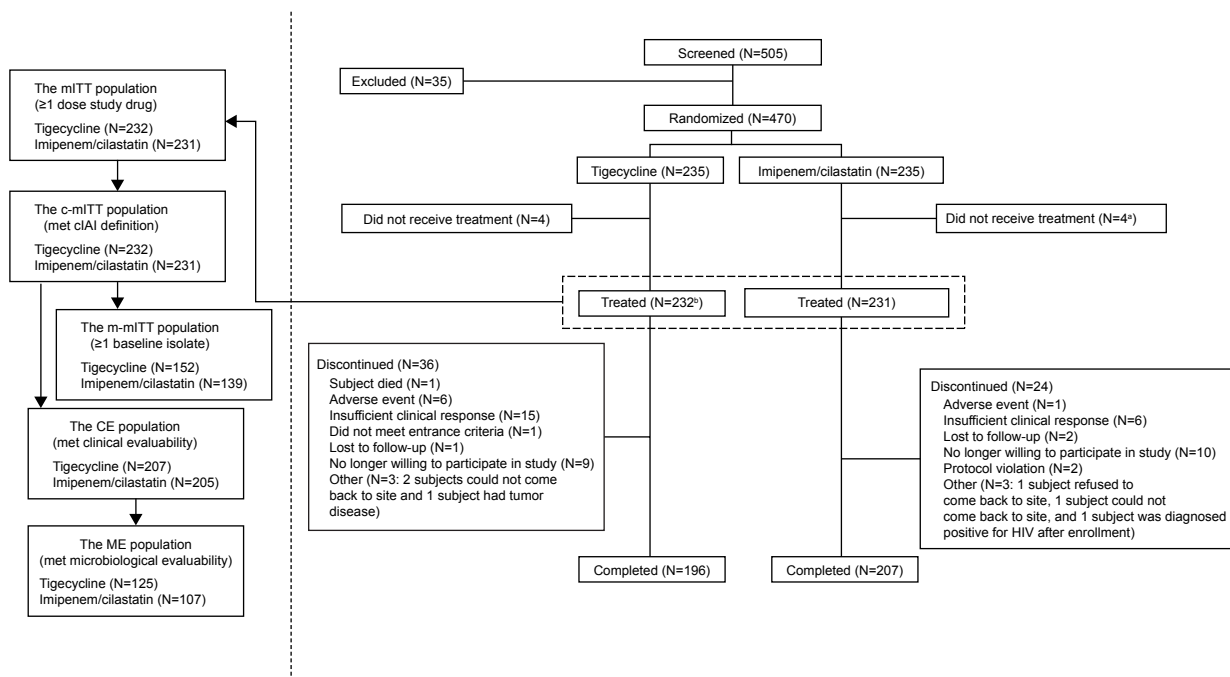 The mITT population
(≥1 dose study drug)
Tigecycline (N=232)
Imipenem/cilastatin (N=231)
The c-mITT population
(met cIAI definition)
Tigecycline (N=232)
Imipenem/cilastatin (N=231)
The m-mITT population
(≥1 baseline isolate)
Tigecycline (N=152)
Imipenem/cilastatin (N=139)
The CE population
(met clinical evaluability)
Tigecycline (N=207)
Imipenem/cilastatin (N=205)
The ME population
(met microbiological evaluability)
Tigecycline (N=125)
Imipenem/cilastatin (N=107)
Screened (N=505)
Excluded (N=35)
Randomized (N=470)
Tigecycline (N=235)
Imipenem/cilastatin (N=235)
Did not receive treatment (N=4)
Did not receive treatment (N=4ᵃ)
Treated (N=232ᵇ)
Treated (N=231)
Discontinued (N=36)
Subject died (N=1)
Adverse event (N=6)
Insufficient clinical response (N=15)
Did not meet entrance criteria (N=1)
Lost to follow-up (N=1)
No longer willing to participate in study (N=9)
Other (N=3: 2 subjects could not come
back to site and 1 subject had tumor
disease)
Discontinued (N=24)
Adverse event (N=1)
Insufficient clinical response (N=6)
Lost to follow-up (N=2)
No longer willing to participate in study (N=10)
Protocol violation (N=2)
Other (N=3: 1 subject refused to
come back to site, 1 subject could not
come back to site, and 1 subject was diagnosed
positive for HIV after enrollment)
Completed (N=196)
Completed (N=207)